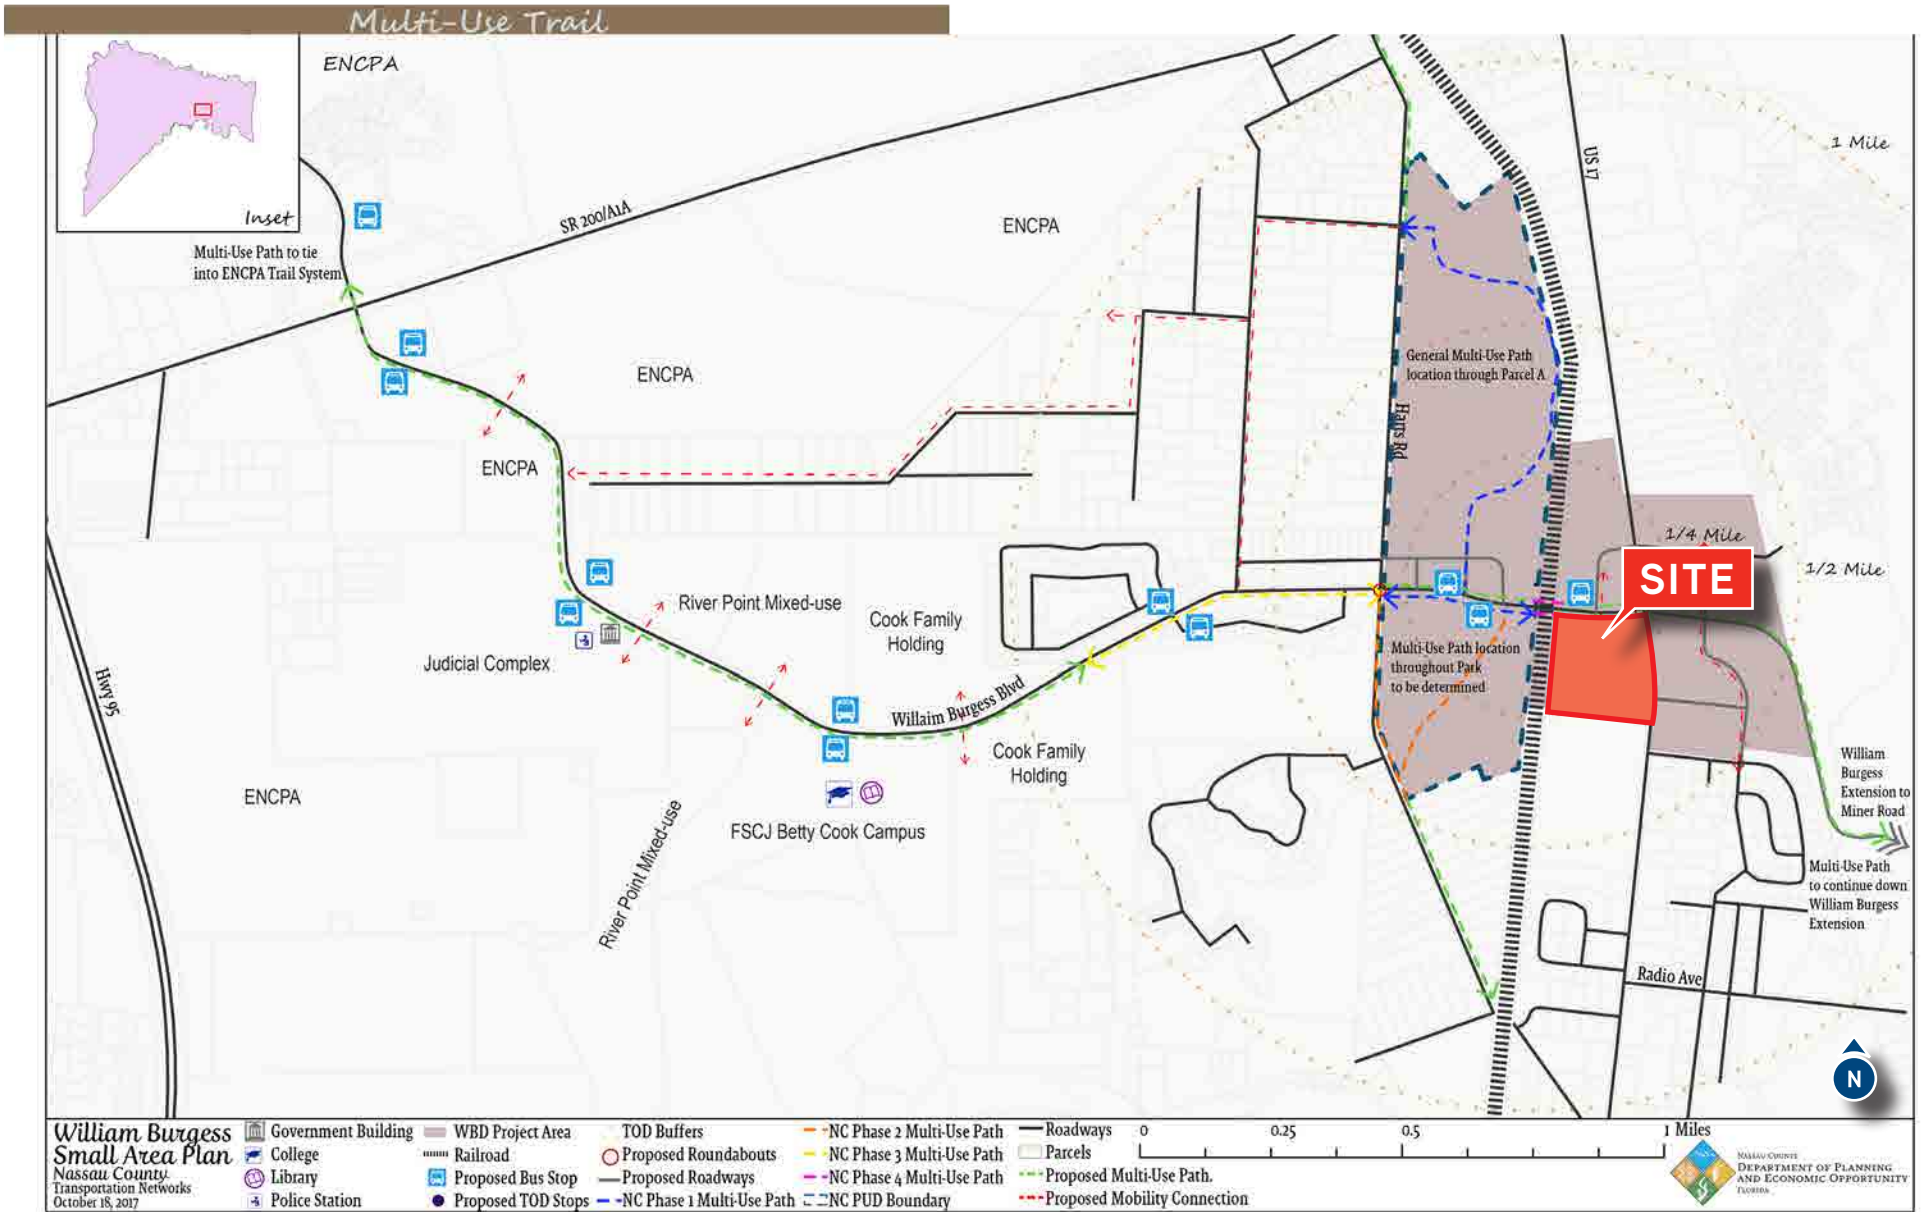 Multi-Use Trail
ENCPA
Inset
Multi-Use Path to tie
into ENCPA Trail System
SR 200/A1A
ENCPA
US 17
1 Mile
ENCPA
General Multi-Use Path
location through Parcel A
Harts Rd
ENCPA
1/4 Mile
1/2 Mile
SITE
River Point Mixed-use
Cook Family
Holding
Judicial Complex
Multi-Use Path location
throughout Park
to be determined
Hwy 95
Willaim Burgess Blvd
Cook Family
Holding
ENCPA
River Point Mixed-use
FSCJ Betty Cook Campus
William
Burgess
Extension to
Miner Road
Multi-Use Path
to continue down
William Burgess
Extension
Radio Ave
N
William Burgess
Small Area Plan
Nassau County
Transportation Networks
October 18, 2017
Government Building
College
Library
Police Station
WBD Project Area
Railroad
Proposed Bus Stop
Proposed TOD Stops
TOD Buffers
Proposed Roundabouts
Proposed Roadways
NC Phase 1 Multi-Use Path
NC Phase 2 Multi-Use Path
NC Phase 3 Multi-Use Path
NC Phase 4 Multi-Use Path
NC PUD Boundary
Roadways
Parcels
Proposed Multi-Use Path.
Proposed Mobility Connection
0 0.25 0.5 1 Miles
NASSAU COUNTY
DEPARTMENT OF PLANNING
AND ECONOMIC OPPORTUNITY
FLORIDA